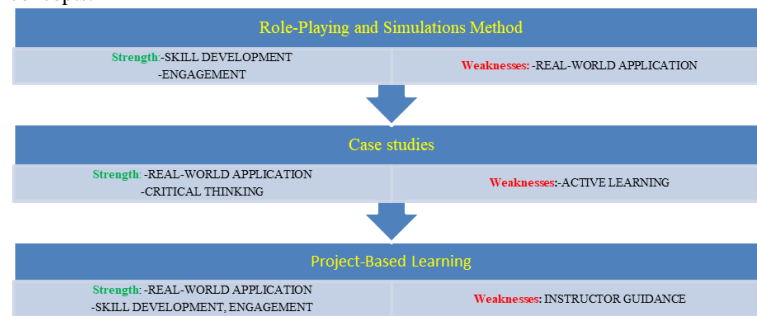 Role-Playing and Simulations Method
Strength:-SKILL DEVELOPMENT
-ENGAGEMENT
Weaknesses: -REAL-WORLD APPLICATION
Case studies
Strength: -REAL-WORLD APPLICATION
-CRITICAL THINKING
Weaknesses:-ACTIVE LEARNING
Project-Based Learning
Strength: -REAL-WORLD APPLICATION
-SKILL DEVELOPMENT, ENGAGEMENT
Weaknesses: INSTRUCTOR GUIDANCE